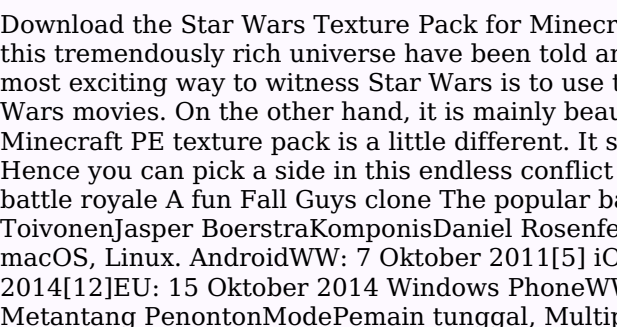 Download the Star Wars Texture Pack for Minecr
this tremendously rich universe have been told ar
most exciting way to witness Star Wars is to use t
Wars movies. On the other hand, it is mainly beau
Minecraft PE texture pack is a little different. It s
Hence you can pick a side in this endless conflict
battle royale A fun Fall Guys clone The popular ba
ToivonenJasper BoerstraKomponisDaniel Rosenfe
macOS, Linux. AndroidWW: 7 Oktober 2011[5] iO
2014[12]EU: 15 Oktober 2014 Windows PhoneWW
Metantang PenontonModePemain tunggal, Multip